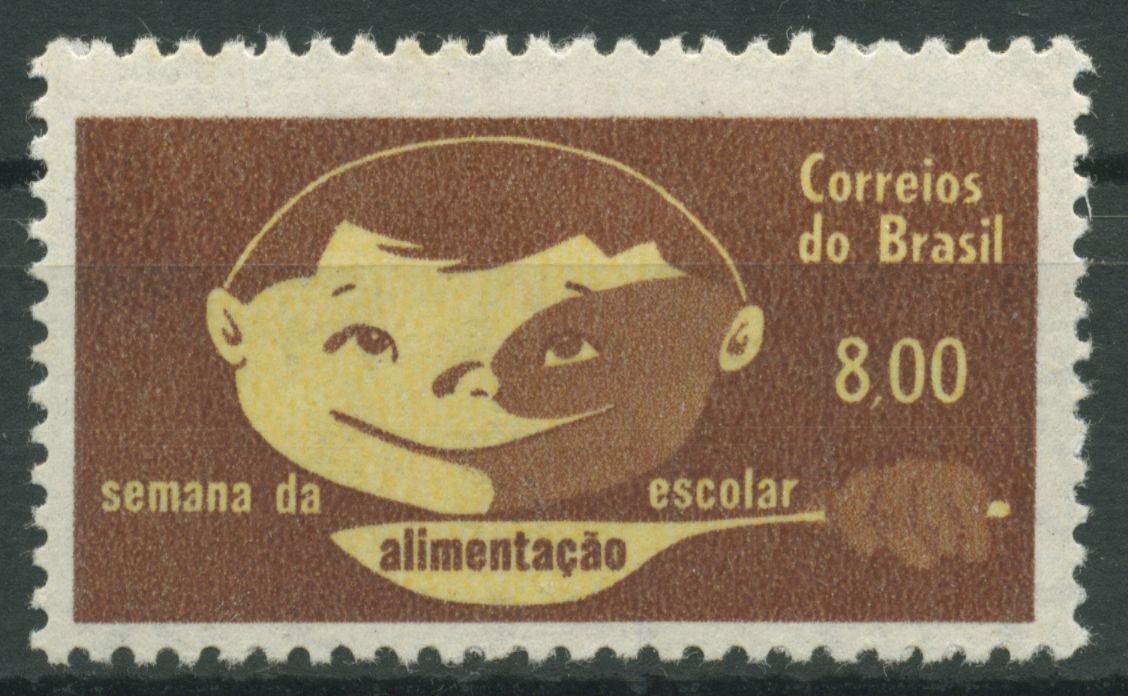 Correios
do Brasil
8,00
semana da
escolar
alimentação